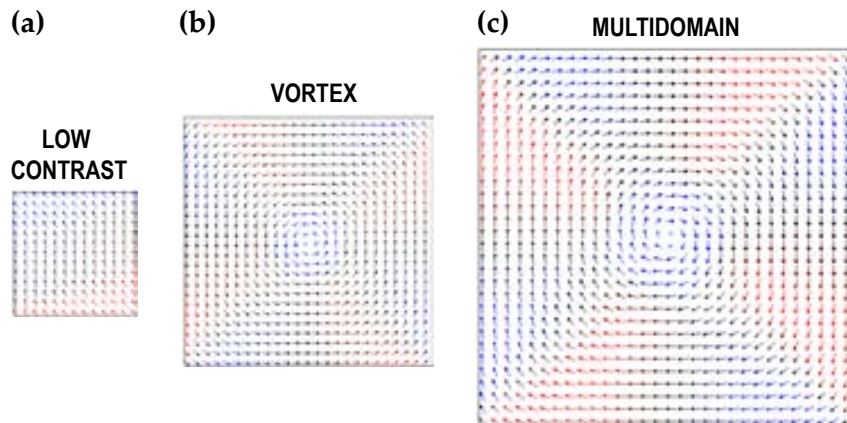 (a)
LOW
CONTRAST
(b)
VORTEX
(c)
MULTIDOMAIN